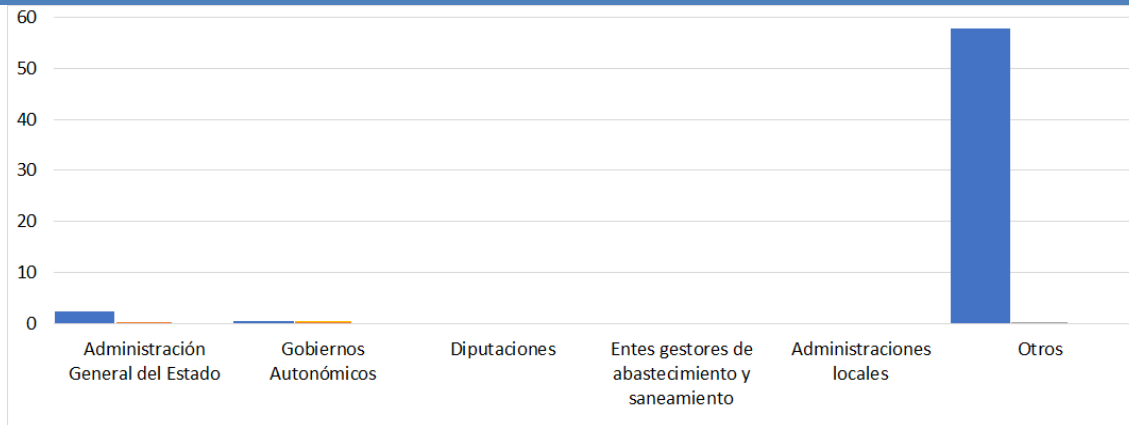 60
50
40
30
20
10
0
Administración
General del Estado
Gobiernos
Autonómicos
Diputaciones
Entes gestores de
abastecimiento y
saneamiento
Administraciones
locales
Otros